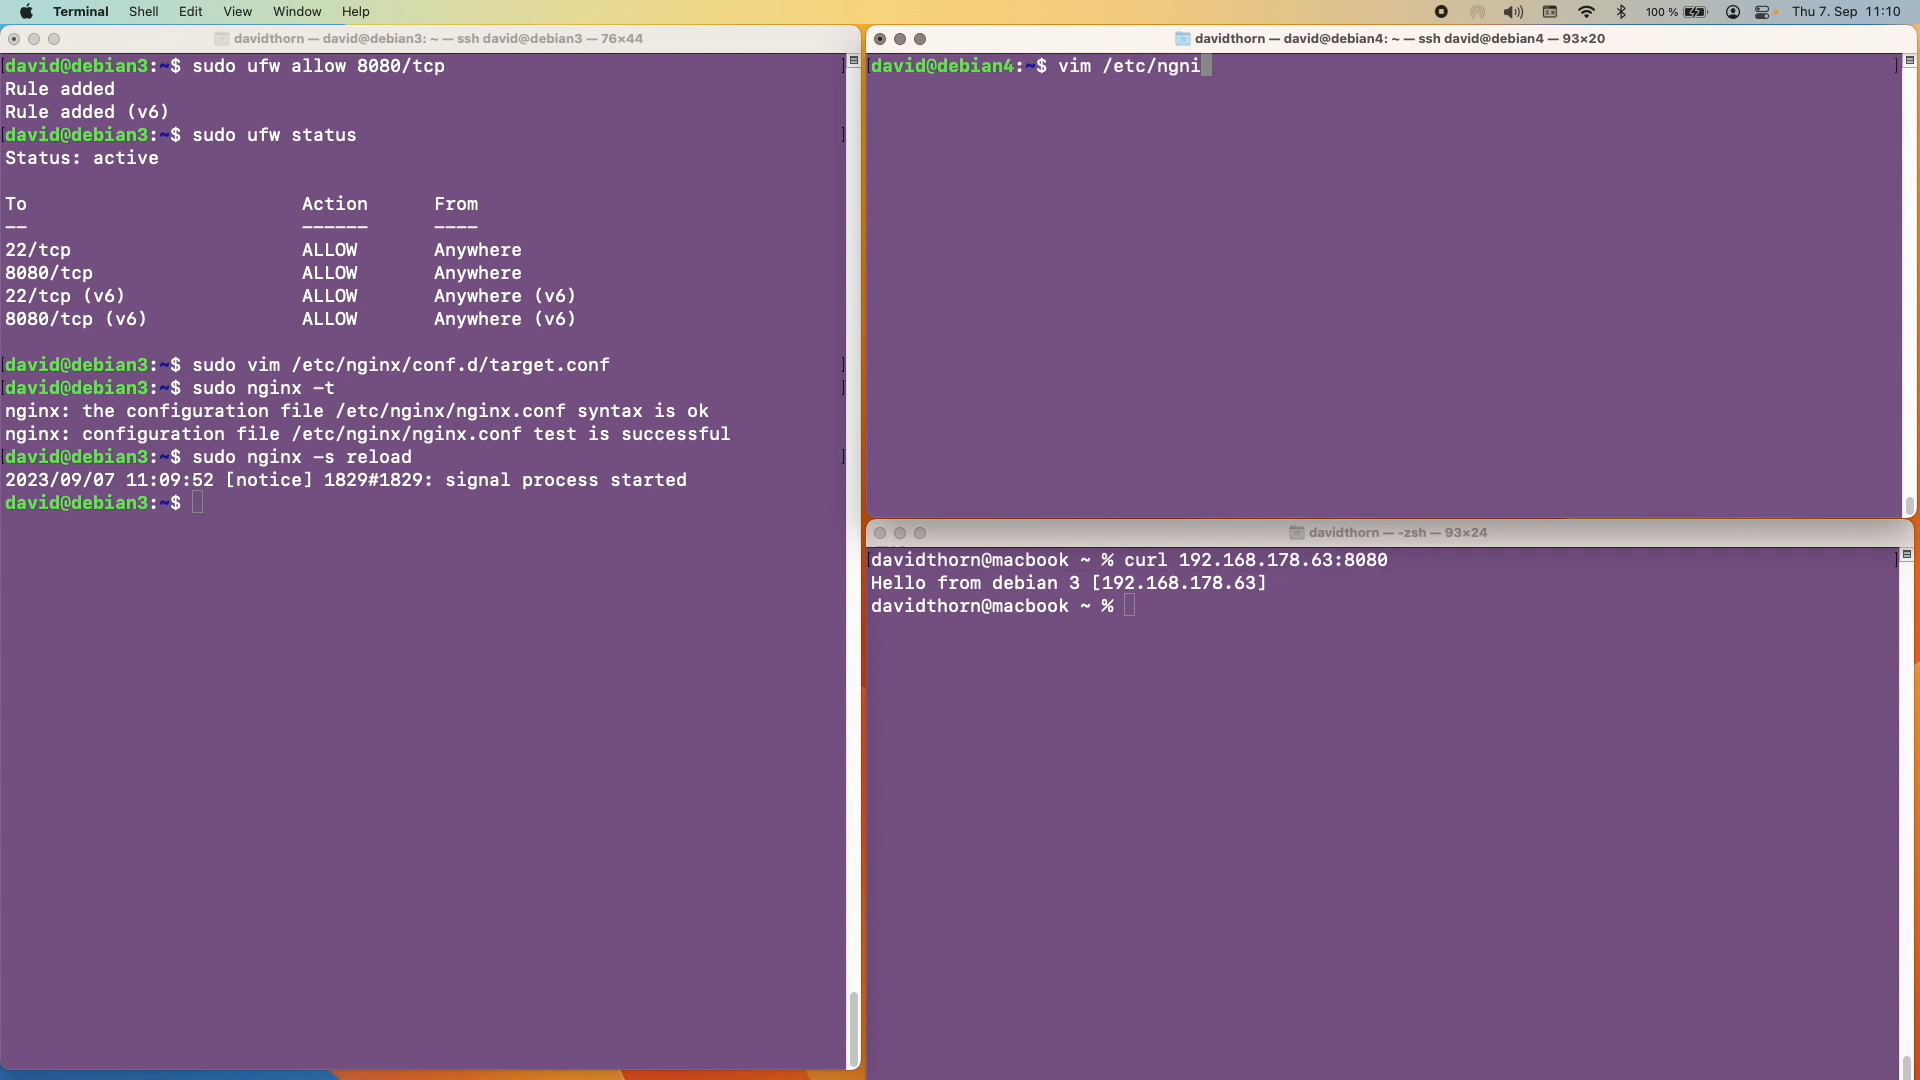 Terminal Shell Edit View Window Help 100 % Thu 7. Sep 11:10
davidthorn — david@debian3: ~ — ssh david@debian3 — 76×44
david@debian3:~$ sudo ufw allow 8080/tcp
Rule added
Rule added (v6)
david@debian3:~$ sudo ufw status
Status: active
To Action From
-- ------ ----
22/tcp ALLOW Anywhere
8080/tcp ALLOW Anywhere
22/tcp (v6) ALLOW Anywhere (v6)
8080/tcp (v6) ALLOW Anywhere (v6)
david@debian3:~$ sudo vim /etc/nginx/conf.d/target.conf
david@debian3:~$ sudo nginx -t
nginx: the configuration file /etc/nginx/nginx.conf syntax is ok
nginx: configuration file /etc/nginx/nginx.conf test is successful
david@debian3:~$ sudo nginx -s reload
2023/09/07 11:09:52 [notice] 1829#1829: signal process started
david@debian3:~$
davidthorn — david@debian4: ~ — ssh david@debian4 — 93×20
david@debian4:~$ vim /etc/ngni
davidthorn — -zsh — 93×24
davidthorn@macbook ~ % curl 192.168.178.63:8080
Hello from debian 3 [192.168.178.63]
davidthorn@macbook ~ %